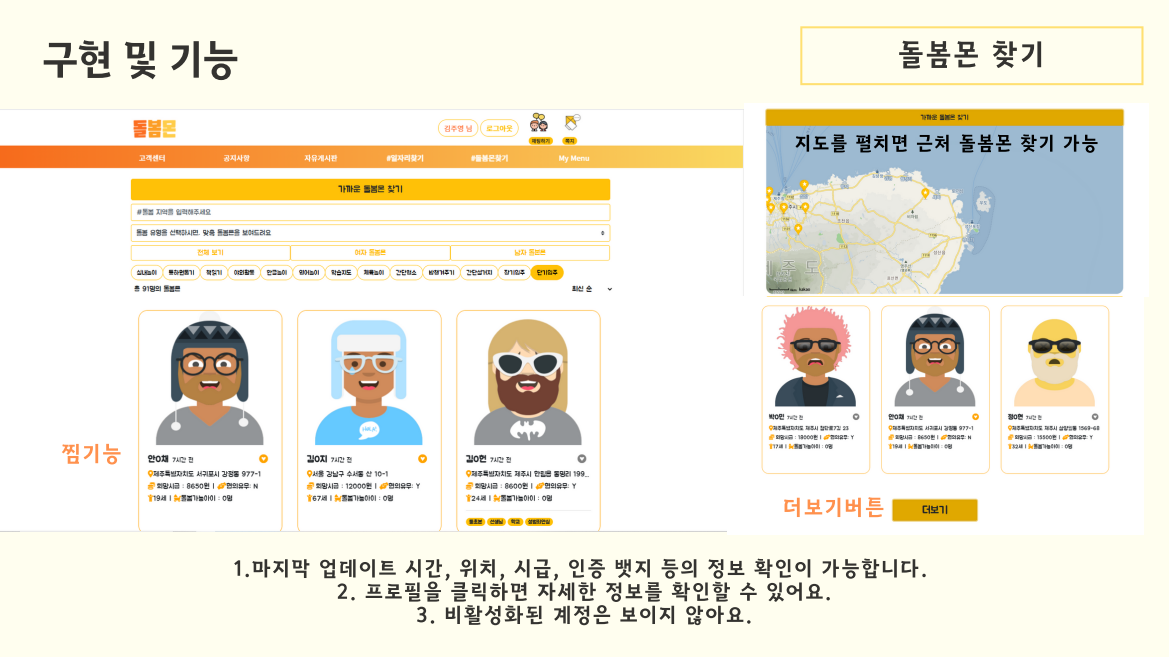 구현 및 기능
돌봄몬 찾기
돌봄몬
김주영 님
로그아웃
채팅하기
쪽지
고객센터
공지사항
자유게시판
#일자리찾기
#돌봄몬찾기
My Menu
가까운 돌봄몬 찾기
#돌봄 지역을 입력해주세요
돌봄 유형을 선택하시면, 맞춤 돌봄몬을 보여드려요
전체 보기
여자 돌봄몬
남자 돌봄몬
실내놀이
등하원돕기
책읽기
야외활동
한글놀이
영어놀이
학습지도
체육놀이
간단청소
밥챙겨주기
간단설거지
장기입주
단기입주
총 91명의 돌봄몬
최신 순
찜기능
안0채 7시간 전
제주특별자치도 서귀포시 강정동 977-1
희망시급 : 8650원 | 협의유무: N
19세 | 돌봄가능아이 : 0명
김0지 7시간 전
서울 강남구 수서동 산 10-1
희망시급 : 12000원 | 협의유무: Y
67세 | 돌봄가능아이 : 0명
김0헌 7시간 전
제주특별자치도 제주시 한림읍 동명리 199...
희망시급 : 8600원 | 협의유무: Y
24세 | 돌봄가능아이 : 0명
선생님
학교
가까운 돌봄몬 찾기
지도를 펼치면 근처 돌봄몬 찾기 가능
제주도
박0민 7시간 전
제주특별자치도 제주시 첨단로7길 23
희망시급 : 19000원 | 협의유무: Y
17세 | 돌봄가능아이 : 0명
안0채 7시간 전
제주특별자치도 서귀포시 강정동 977-1
희망시급 : 8650원 | 협의유무: N
19세 | 돌봄가능아이 : 0명
정0현 7시간 전
제주특별자치도 제주시 삼양이동 1569-68
희망시급 : 15500원 | 협의유무: Y
32세 | 돌봄가능아이 : 0명
더보기버튼
더보기
1.마지막 업데이트 시간, 위치, 시급, 인증 뱃지 등의 정보 확인이 가능합니다.
2. 프로필을 클릭하면 자세한 정보를 확인할 수 있어요.
3. 비활성화된 계정은 보이지 않아요.